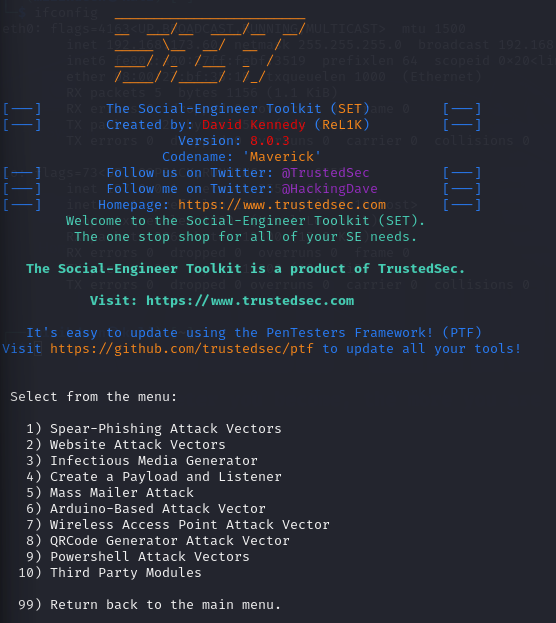 [---]        The Social-Engineer Toolkit (SET)         [---]
[---]        Created by: David Kennedy (ReL1K)         [---]
                      Version: 8.0.3
                    Codename: 'Maverick'
[---]        Follow us on Twitter: @TrustedSec         [---]
[---]        Follow me on Twitter: @HackingDave        [---]
[---]       Homepage: https://www.trustedsec.com       [---]
        Welcome to the Social-Engineer Toolkit (SET).
         The one stop shop for all of your SE needs.

   The Social-Engineer Toolkit is a product of TrustedSec.

           Visit: https://www.trustedsec.com

   It's easy to update using the PenTesters Framework! (PTF)
Visit https://github.com/trustedsec/ptf to update all your tools!

 Select from the menu:

   1) Spear-Phishing Attack Vectors
   2) Website Attack Vectors
   3) Infectious Media Generator
   4) Create a Payload and Listener
   5) Mass Mailer Attack
   6) Arduino-Based Attack Vector
   7) Wireless Access Point Attack Vector
   8) QRCode Generator Attack Vector
   9) Powershell Attack Vectors
  10) Third Party Modules

  99) Return back to the main menu.